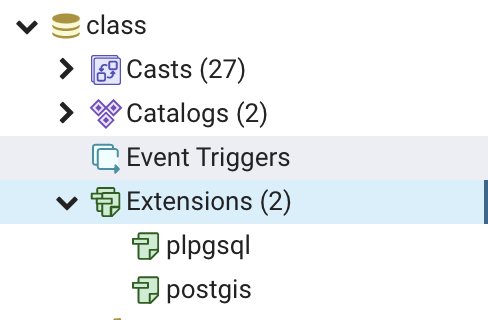 class
Casts (27)
Catalogs (2)
Event Triggers
Extensions (2)
plpgsql
postgis